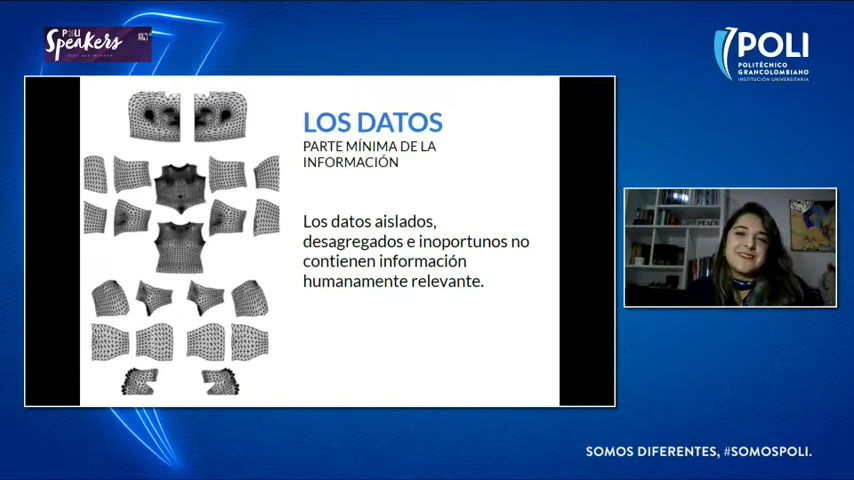 POLI
Speakers
POLI
POLITÉCNICO
GRANCOLOMBIANO
INSTITUCIÓN UNIVERSITARIA
LOS DATOS
PARTE MÍNIMA DE LA
INFORMACIÓN
Los datos aislados,
desagregados e inoportunos no
contienen información
humanamente relevante.
PEACE
SOMOS DIFERENTES, #SOMOSPOLI.